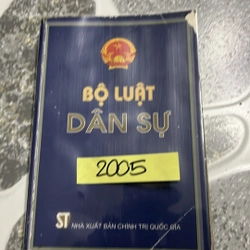 BỘ LUẬT
DÂN SỰ
2005
ST NHÀ XUẤT BẢN CHÍNH TRỊ QUỐC GIA